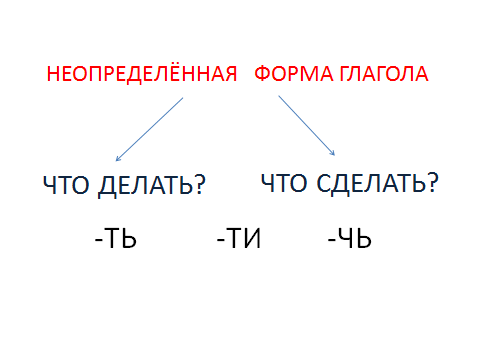 НЕОПРЕДЕЛЁННАЯ ФОРМА ГЛАГОЛА
ЧТО ДЕЛАТЬ? ЧТО СДЕЛАТЬ?
-ТЬ -ТИ -ЧЬ